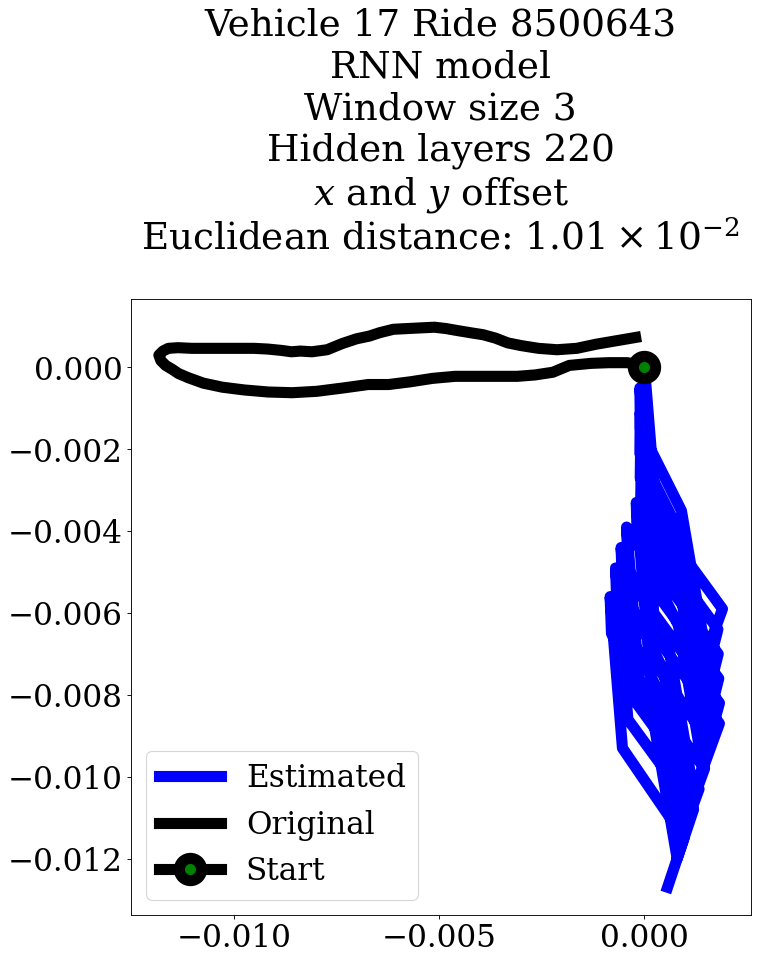 Vehicle 17 Ride 8500643
RNN model
Window size 3
Hidden layers 220
x and y offset
Euclidean distance: 1.01 × 10⁻²
0.000
−0.002
−0.004
−0.006
−0.008
−0.010
−0.012
Estimated
Original
Start
−0.010 −0.005 0.000